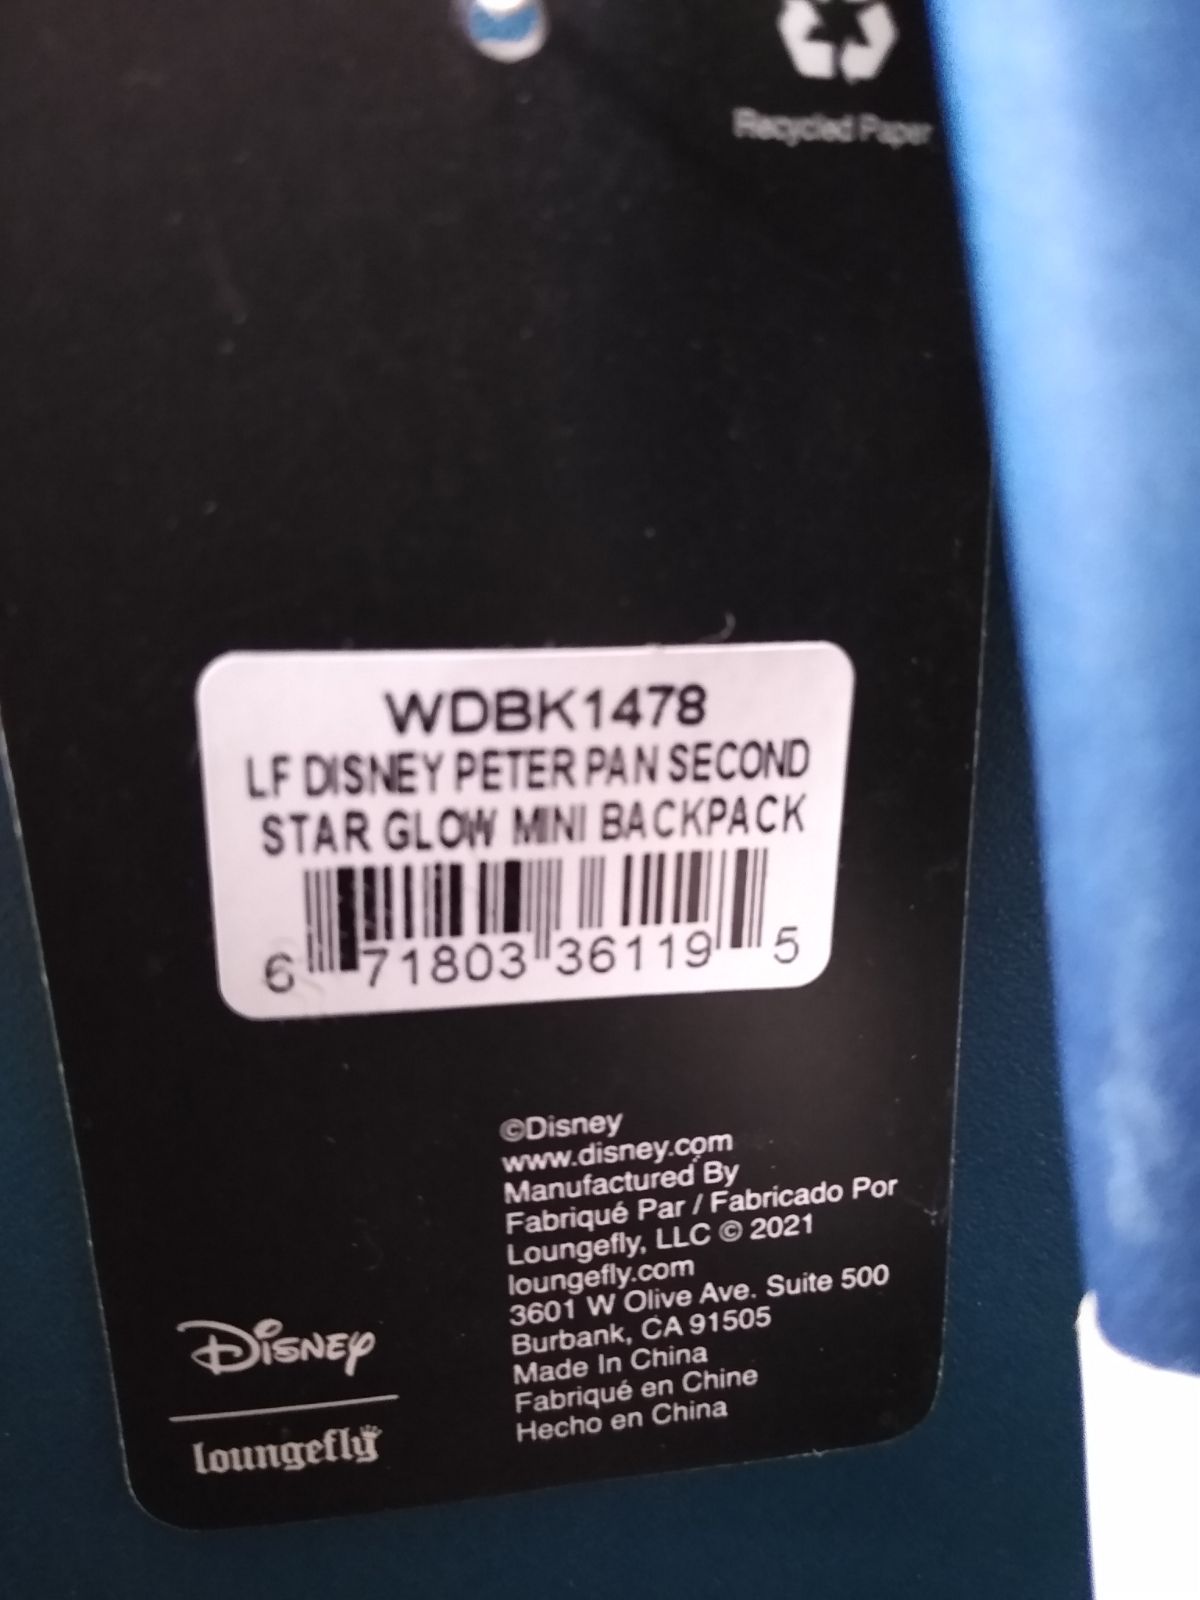 Recycled Paper
WDBK1478
LF DISNEY PETER PAN SECOND
STAR GLOW MINI BACKPACK
6 71803 36119 5
©Disney
www.disney.com
Manufactured By
Fabriqué Par / Fabricado Por
Loungefly, LLC © 2021
loungefly.com
3601 W Olive Ave. Suite 500
Burbank, CA 91505
Made In China
Fabriqué en Chine
Hecho en China
Disney
loungefly